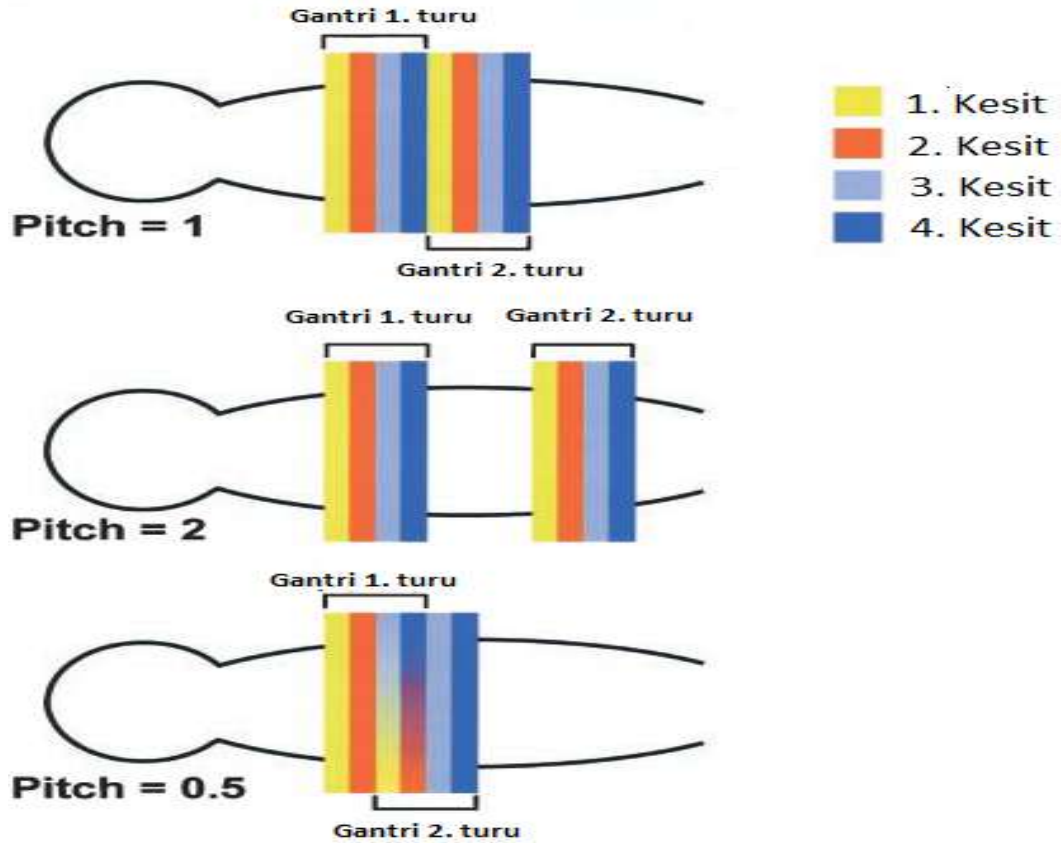 Gantri 1. turu
1. Kesit
2. Kesit
3. Kesit
4. Kesit
Pitch = 1
Gantri 2. turu
Gantri 1. turu
Gantri 2. turu
Pitch = 2
Gantri 1. turu
Pitch = 0.5
Gantri 2. turu